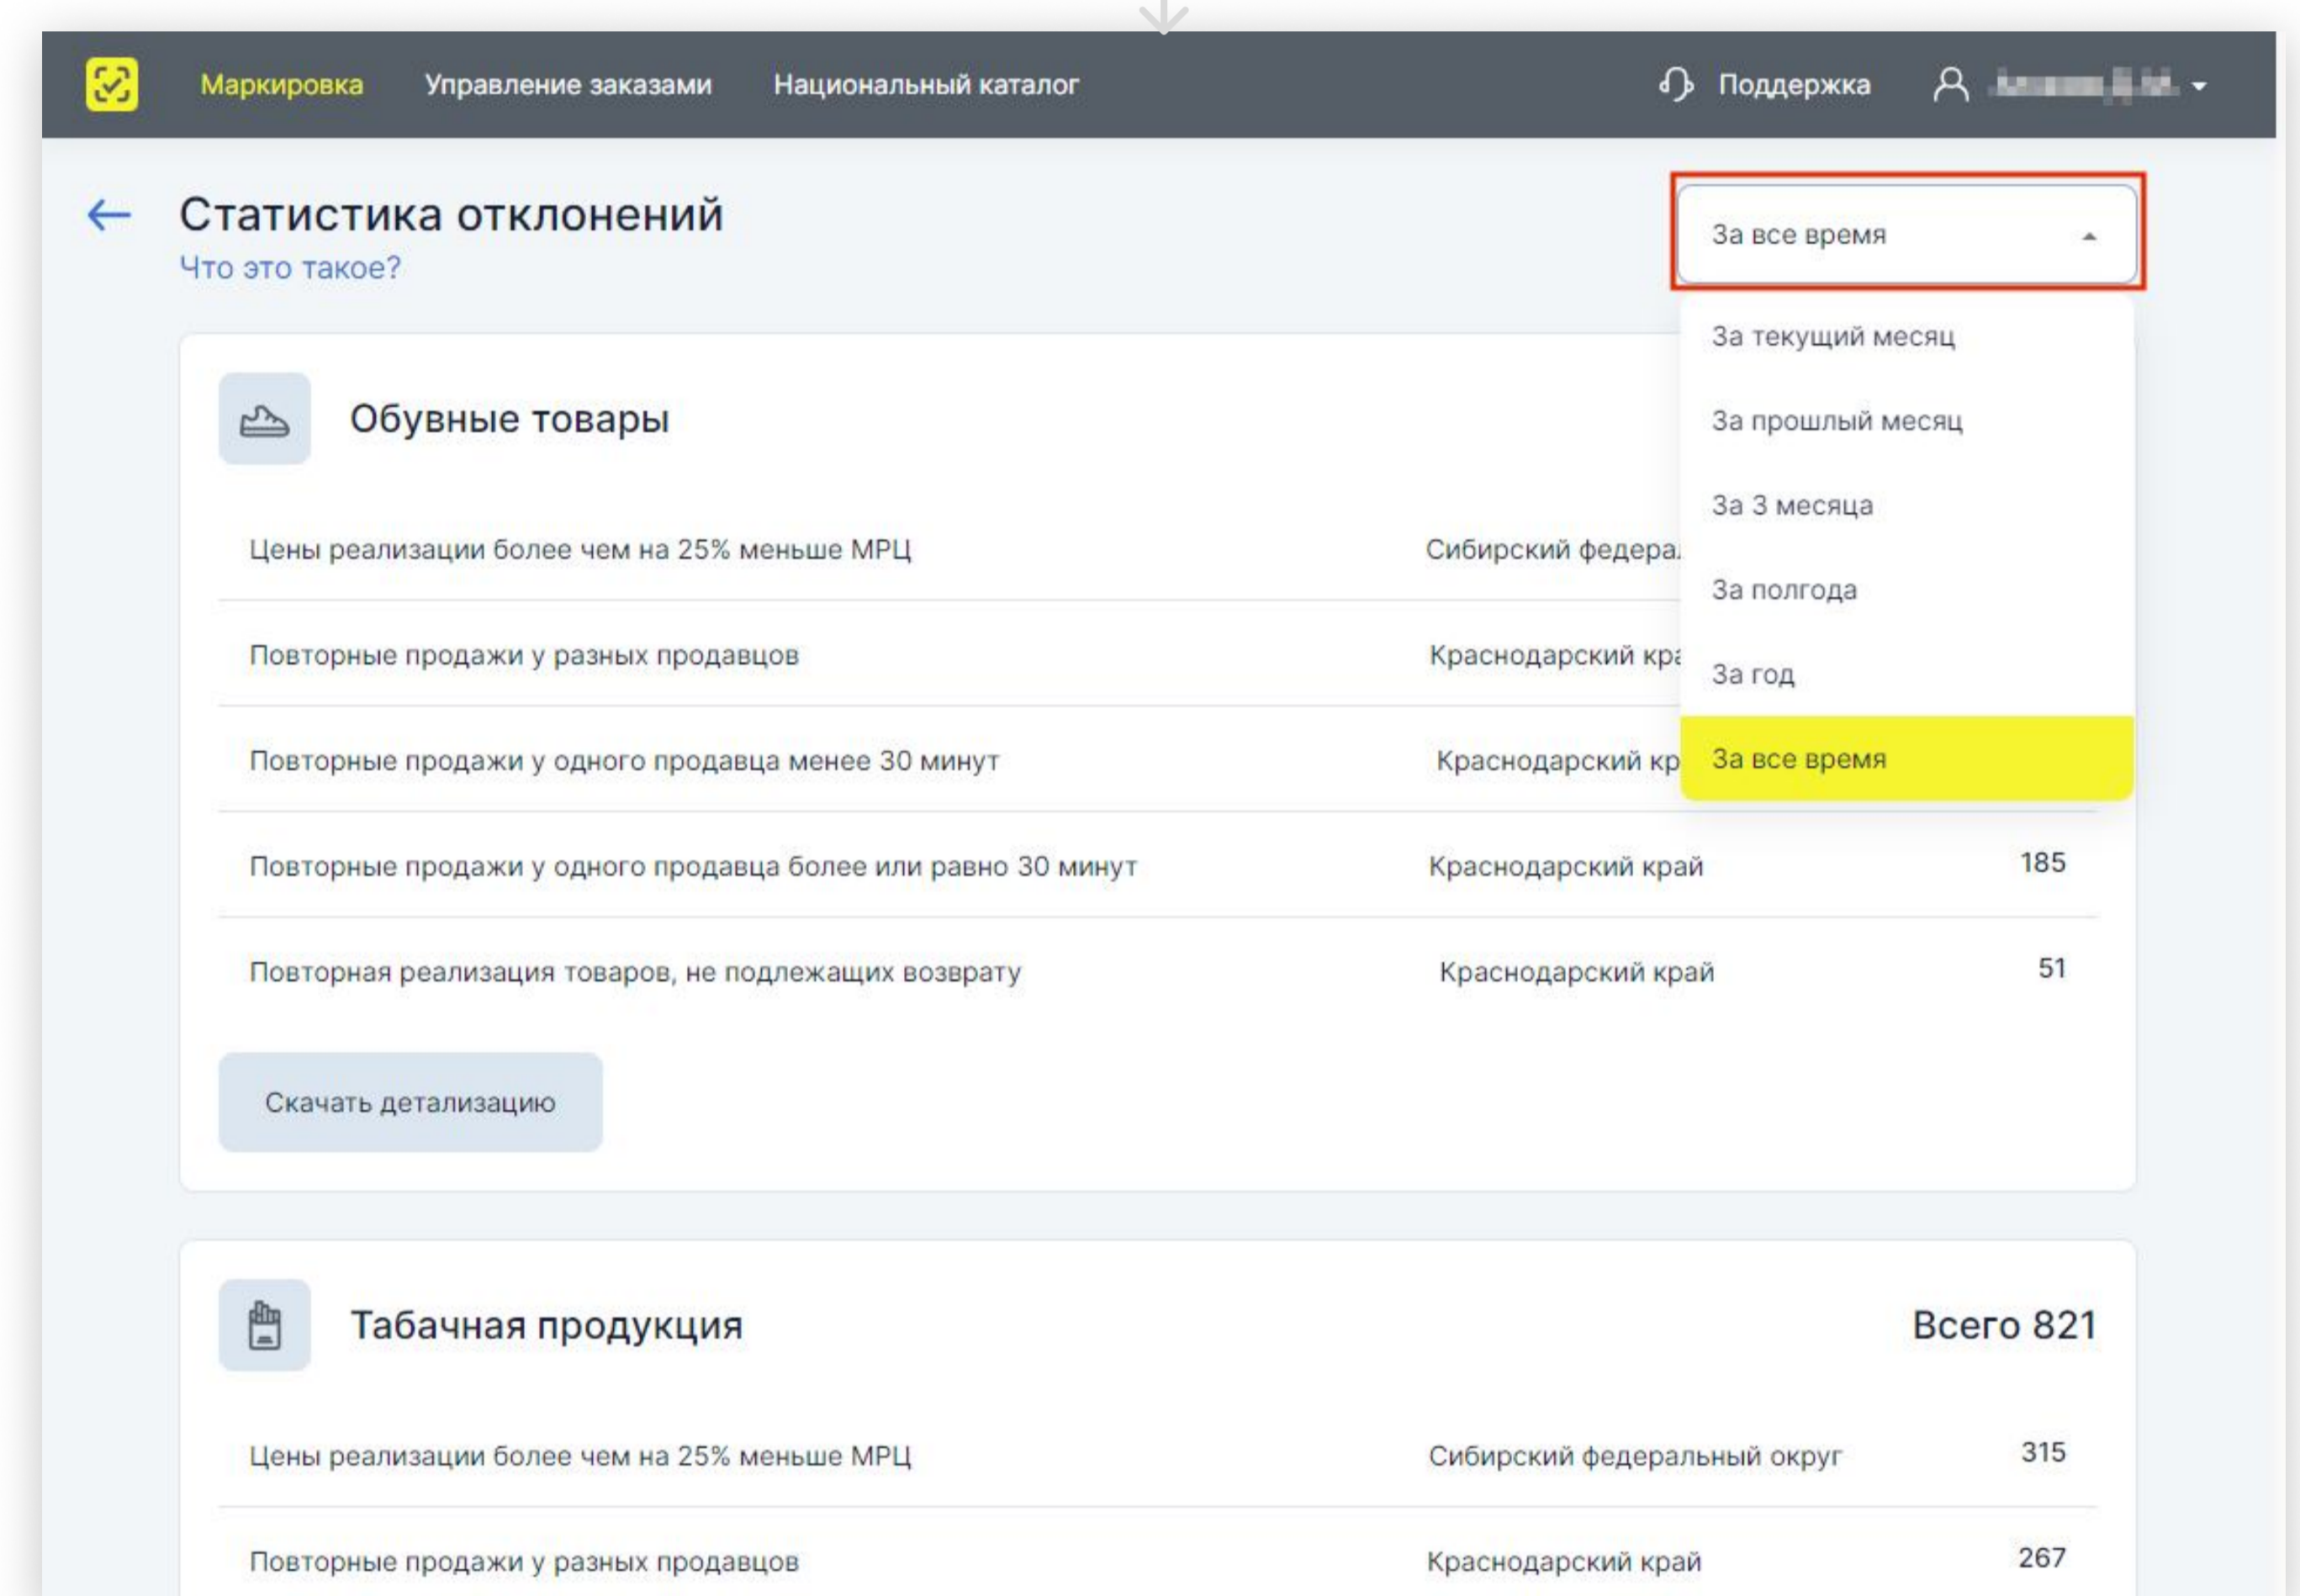 Маркировка Управление заказами Национальный каталог Поддержка
Статистика отклонений
Что это такое?
За все время
За текущий месяц
За прошлый месяц
За 3 месяца
За полгода
За год
За все время
Обувные товары
Цены реализации более чем на 25% меньше МРЦ Сибирский
Повторные продажи у разных продавцов Краснодарский
Повторные продажи у одного продавца менее 30 минут Краснодарский
Повторные продажи у одного продавца более или равно 30 минут Краснодарский край 185
Повторная реализация товаров, не подлежащих возврату Краснодарский край 51
Скачать детализацию
Табачная продукция Всего 821
Цены реализации более чем на 25% меньше МРЦ Сибирский федеральный округ 315
Повторные продажи у разных продавцов Краснодарский край 267